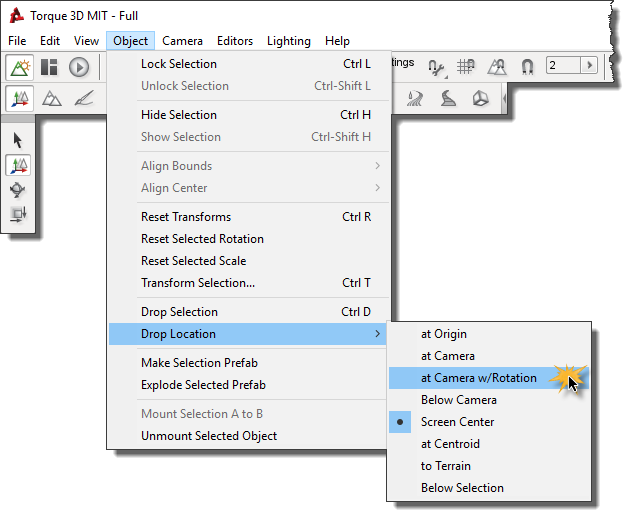 Torque 3D MIT - Full
File Edit View Object Camera Editors Lighting Help
tings 2
Lock Selection Ctrl L
Unlock Selection Ctrl-Shift L
Hide Selection Ctrl H
Show Selection Ctrl-Shift H
Align Bounds
Align Center
Reset Transforms Ctrl R
Reset Selected Rotation
Reset Selected Scale
Transform Selection... Ctrl T
Drop Selection Ctrl D
Drop Location
Make Selection Prefab
Explode Selected Prefab
Mount Selection A to B
Unmount Selected Object
at Origin
at Camera
at Camera w/Rotation
Below Camera
Screen Center
at Centroid
to Terrain
Below Selection